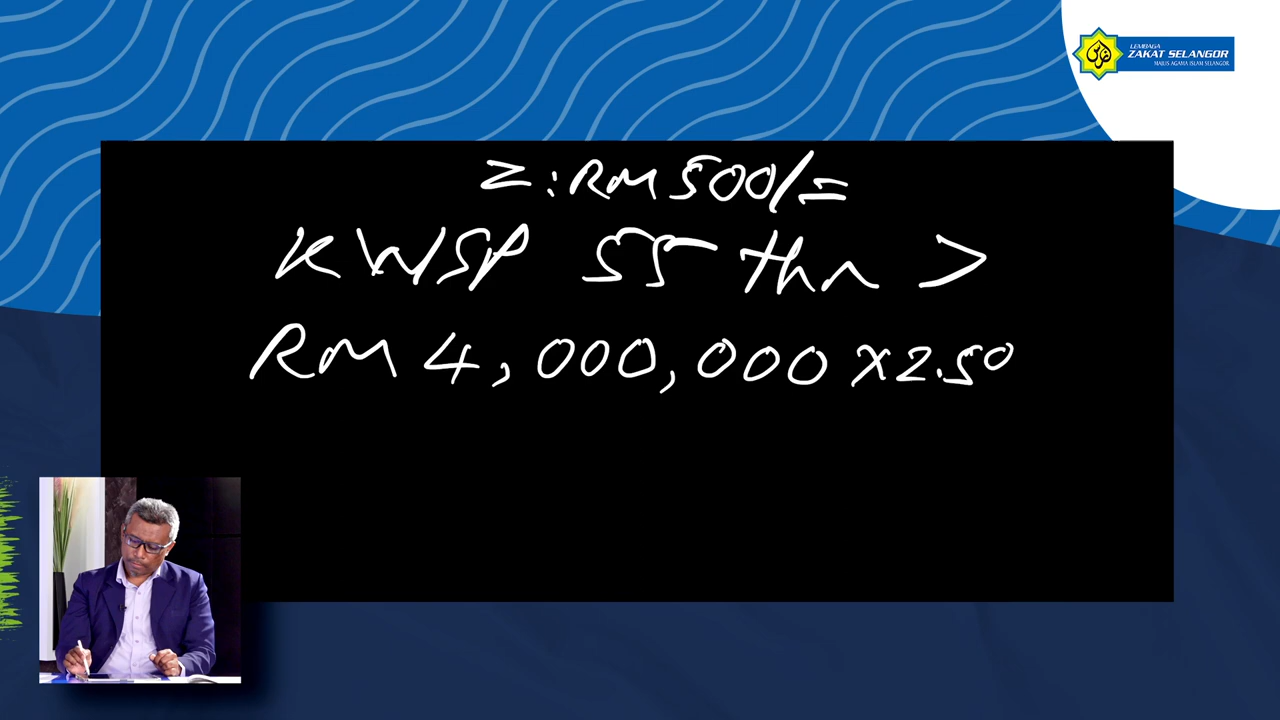 LEMBAGA
ZAKAT SELANGOR
MAJLIS AGAMA ISLAM SELANGOR
Z : RM 500/=
KWSP 55 thn >
RM 4,000,000 x 2.50